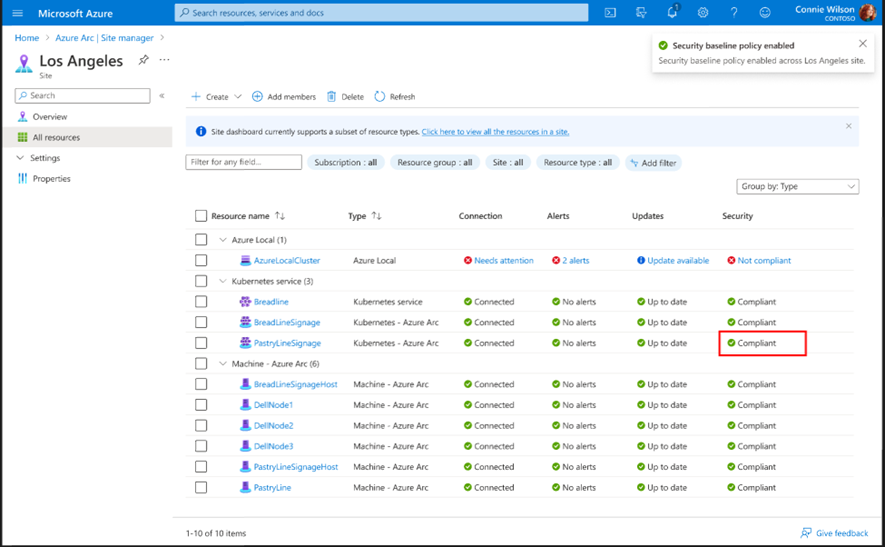 Microsoft Azure
Search resources, services and docs
1
Connie Wilson
CONTOSO
Home > Azure Arc | Site manager >
Los Angeles
Site
Security baseline policy enabled
Security baseline policy enabled across Los Angeles site.
Search
Overview
All resources
Settings
Properties
Create
Add members
Delete
Refresh
Site dashboard currently supports a subset of resource types. Click here to view all the resources in a site.
Filter for any field...
Subscription : all
Resource group : all
Site : all
Resource type : all
Add filter
Group by: Type
Resource name Type Connection Alerts Updates Security
Azure Local (1)
AzureLocalCluster Azure Local Needs attention 2 alerts Update available Not compliant
Kubernetes service (3)
Breadline Kubernetes service Connected No alerts Up to date Compliant
BreadLineSignage Kubernetes - Azure Arc Connected No alerts Up to date Compliant
PastryLineSignage Kubernetes - Azure Arc Connected No alerts Up to date Compliant
Machine - Azure Arc (6)
BreadLineSignageHost Machine - Azure Arc Connected No alerts Up to date Compliant
DellNode1 Machine - Azure Arc Connected No alerts Up to date Compliant
DellNode2 Machine - Azure Arc Connected No alerts Up to date Compliant
DellNode3 Machine - Azure Arc Connected No alerts Up to date Compliant
PastryLineSignageHost Machine - Azure Arc Connected No alerts Up to date Compliant
PastryLine Machine - Azure Arc Connected No alerts Up to date Compliant
1-10 of 10 items
Give feedback